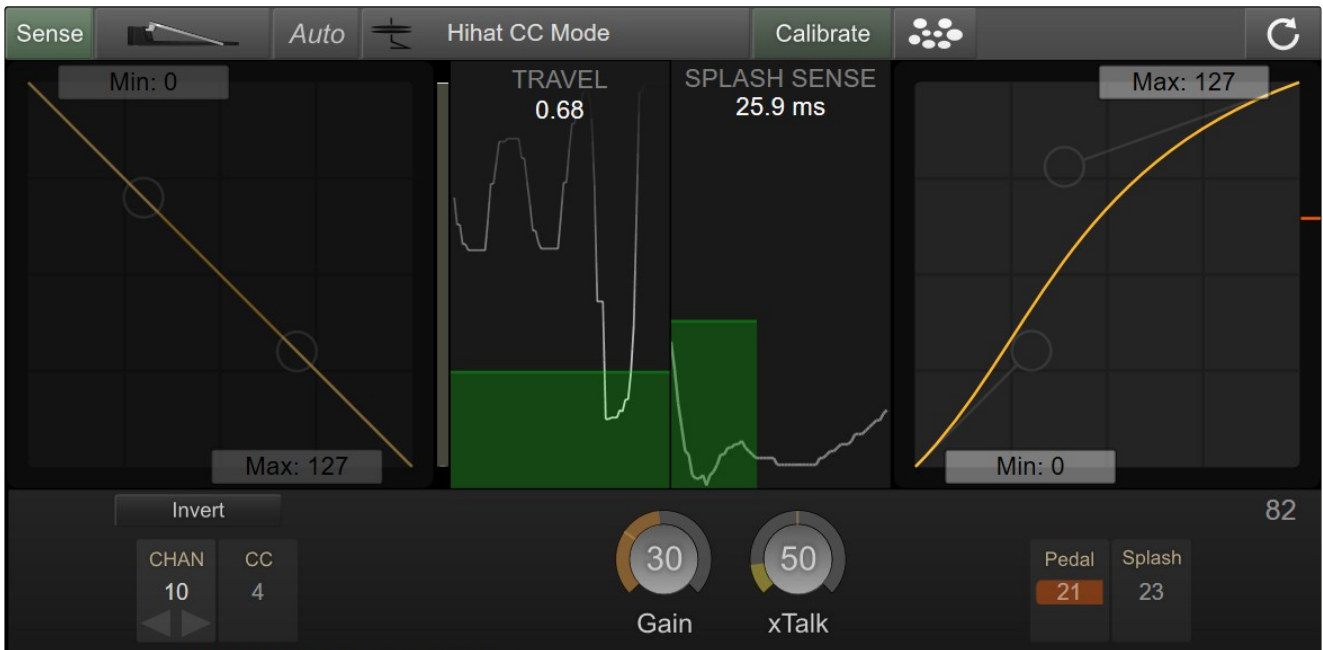 Sense
Auto
Hihat CC Mode
Calibrate
Min: 0
TRAVEL
0.68
SPLASH SENSE
25.9 ms
Max: 127
Max: 127
Min: 0
Invert
82
CHAN
CC
10
4
30
50
Gain
xTalk
Pedal
Splash
21
23